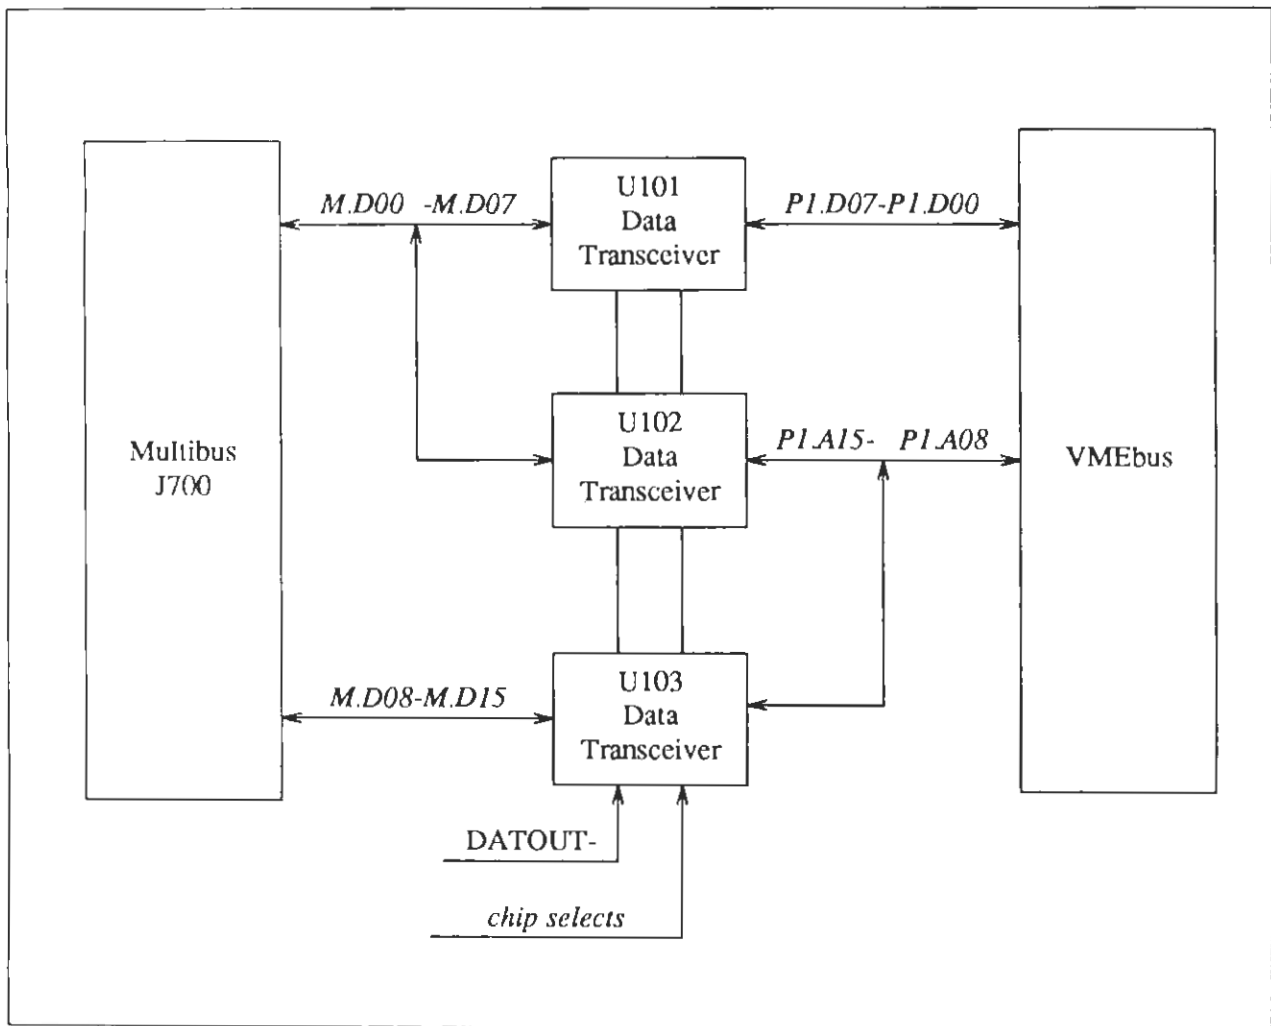 U101
M.D00 -M.D07
Data
P1.D07-P1.D00
Transceiver
U102
P1.A15- P1.A08
Multibus
J700
Data
VMEbus
Transceiver
U103
M.D08-M.D15
Data
Transceiver
DATOUT-
chip selects